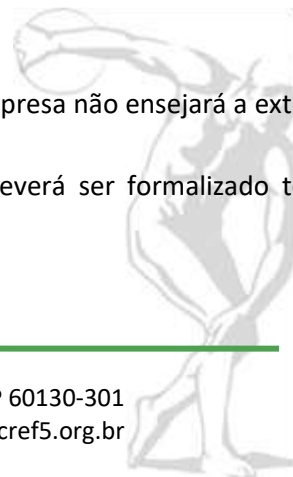 presa não ensejará a ext
everá ser formalizado t
60130-301
cref5.org.br